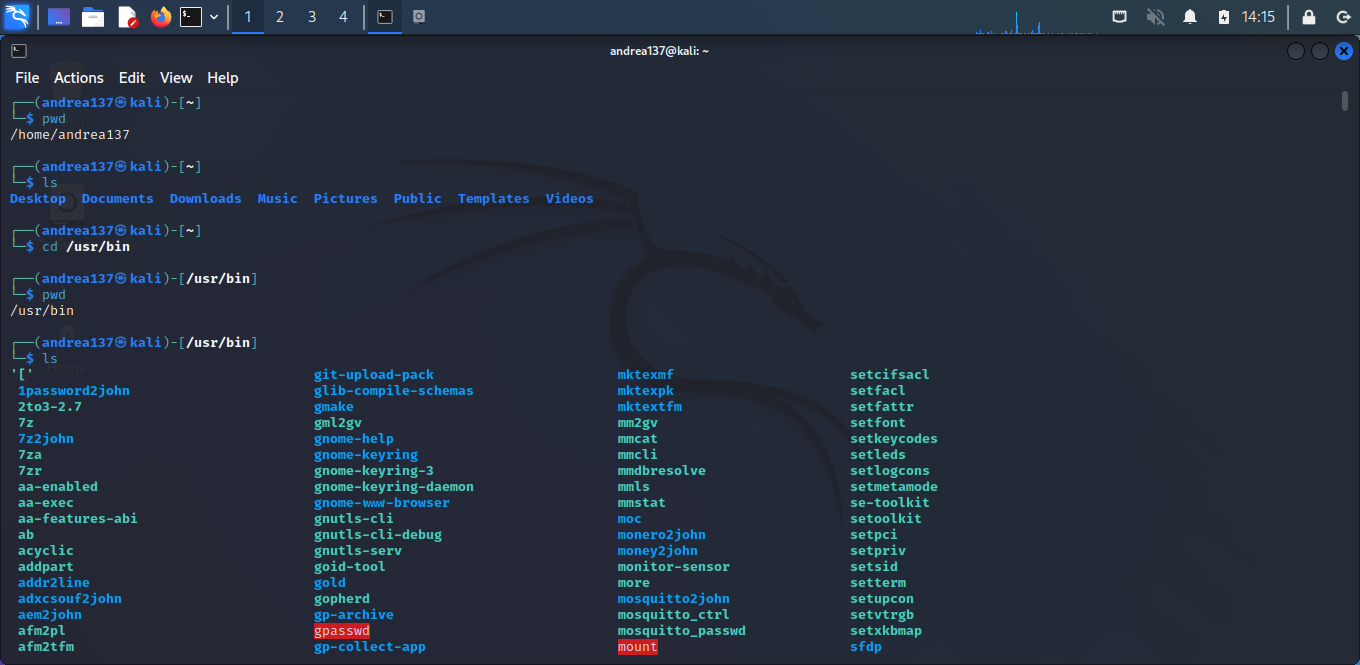 1 2 3 4 14:15
andrea137@kali: ~
File Actions Edit View Help
┌──(andrea137㉿kali)-[~]
└─$ pwd
/home/andrea137
┌──(andrea137㉿kali)-[~]
└─$ ls
Desktop Documents Downloads Music Pictures Public Templates Videos
┌──(andrea137㉿kali)-[~]
└─$ cd /usr/bin
┌──(andrea137㉿kali)-[/usr/bin]
└─$ pwd
/usr/bin
┌──(andrea137㉿kali)-[/usr/bin]
└─$ ls
'[' git-upload-pack mktexmf setcifsacl
1password2john glib-compile-schemas mktexpk setfacl
2to3-2.7 gmake mktextfm setfattr
7z gml2gv mm2gv setfont
7z2john gnome-help mmcat setkeycodes
7za gnome-keyring mmcli setleds
7zr gnome-keyring-3 mmdbresolve setlogcons
aa-enabled gnome-keyring-daemon mmls setmetamode
aa-exec gnome-www-browser mmstat se-toolkit
aa-features-abi gnutls-cli moc setoolkit
ab gnutls-cli-debug monero2john setpci
acyclic gnutls-serv money2john setpriv
addpart goid-tool monitor-sensor setsid
addr2line gold more setterm
adxcsouf2john gopherd mosquitto2john setupcon
aem2john gp-archive mosquitto_ctrl setvtrgb
afm2pl gpasswd mosquitto_passwd setxkbmap
afm2tfm gp-collect-app mount sfdp